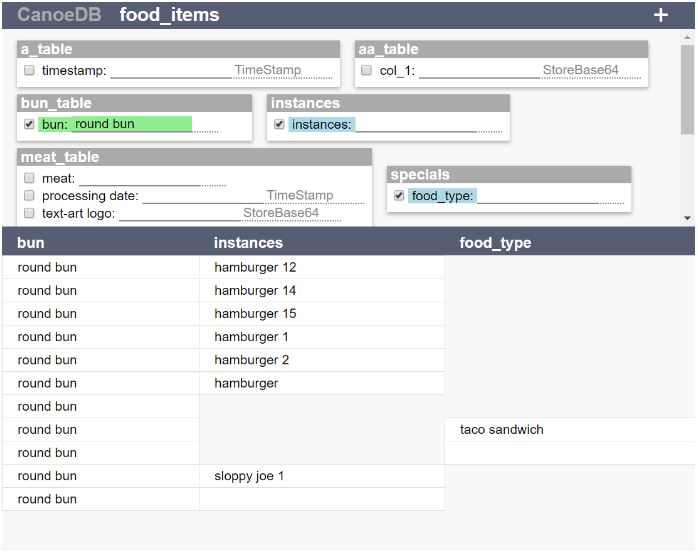 CanoeDB food_items +
a_table aa_table
timestamp: TimeStamp col_1: StoreBase64
bun_table instances
bun: round bun instances:
meat_table
meat: specials
processing date: TimeStamp food_type:
text-art logo: StoreBase64
bun instances food_type
round bun hamburger 12
round bun hamburger 14
round bun hamburger 15
round bun hamburger 1
round bun hamburger 2
round bun hamburger
round bun
round bun taco sandwich
round bun
round bun sloppy joe 1
round bun